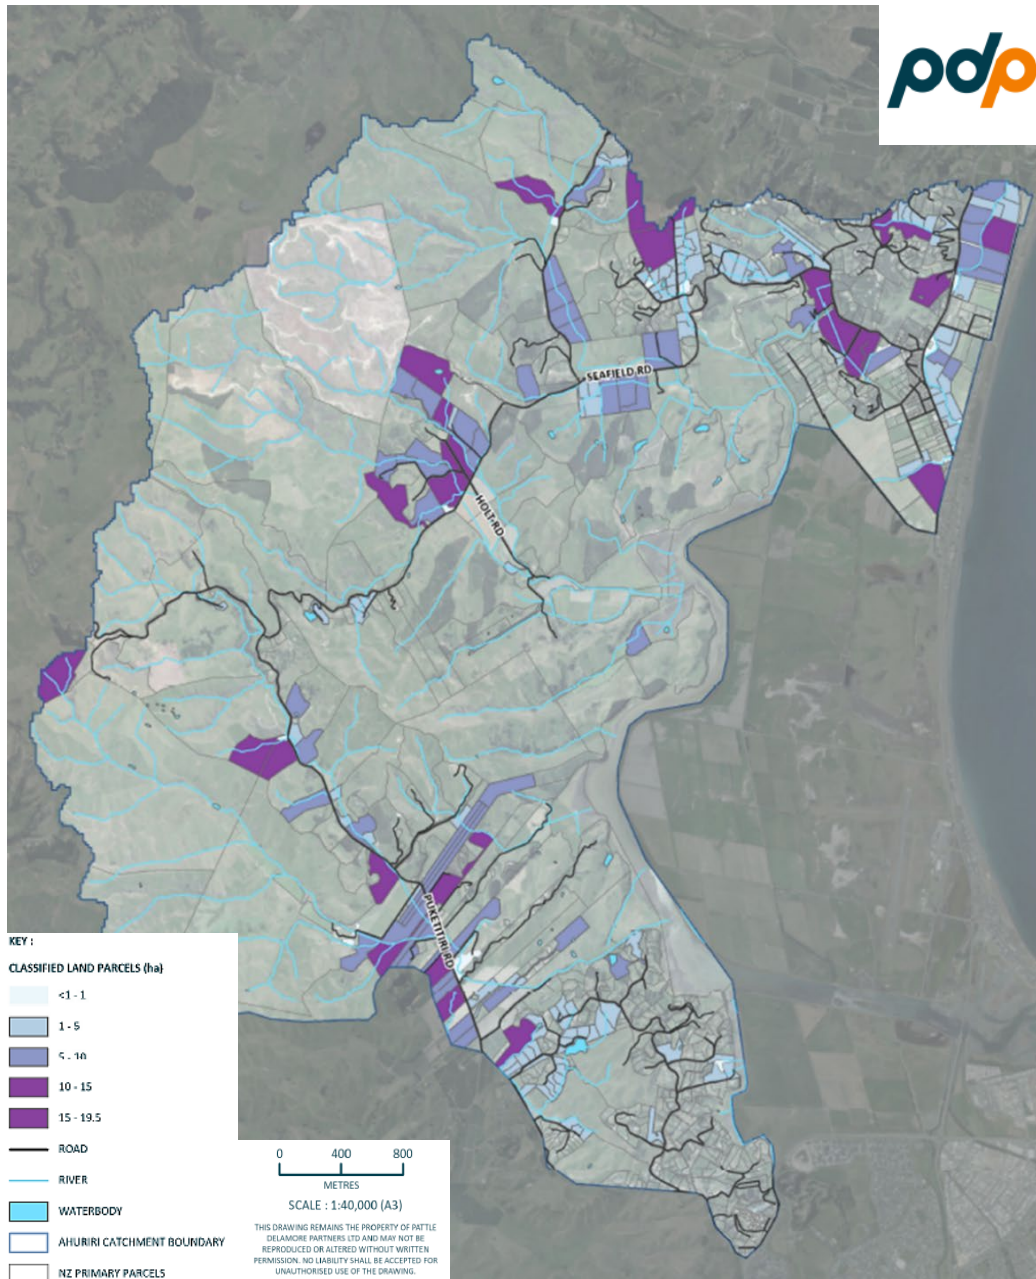 pdp
SEAFIELD RD
HOLT RD
PUKETITIRI RD
KEY :
CLASSIFIED LAND PARCELS (ha)
<1 - 1
1 - 5
5 - 10
10 - 15
15 - 19.5
ROAD
RIVER
WATERBODY
AHURIRI CATCHMENT BOUNDARY
NZ PRIMARY PARCELS
0 400 800
METRES
SCALE : 1:40,000 (A3)
THIS DRAWING REMAINS THE PROPERTY OF PATTLE
DELAMORE PARTNERS LTD AND MAY NOT BE
REPRODUCED OR ALTERED WITHOUT WRITTEN
PERMISSION. NO LIABILITY SHALL BE ACCEPTED FOR
UNAUTHORISED USE OF THE DRAWING.